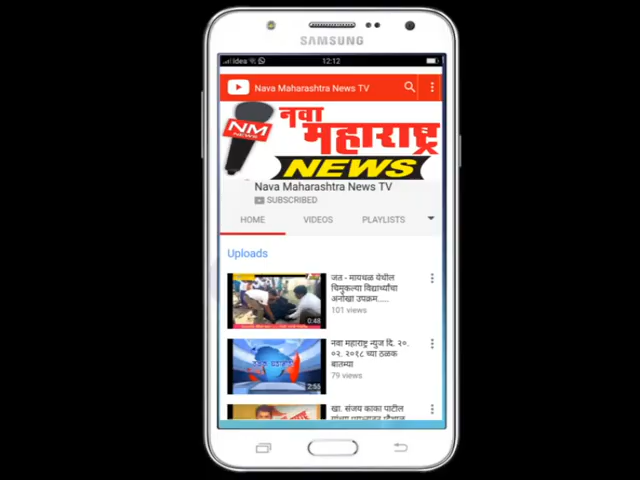 SAMSUNG
Idea
12:12
Nava Maharashtra News TV
नवा
महाराष्ट्र
NM
NEWS
NEWS
Nava Maharashtra News TV
SUBSCRIBED
HOME VIDEOS PLAYLISTS
Uploads
जत - मायथळ येथील
चिमुकल्या विद्यार्थ्यांचा
अनोखा उपक्रम.....
101 views
0:48
नवा महाराष्ट्र न्युज दि. २०.
०२. २०१८ च्या ठळक
बातम्या
79 views
2:55
खा. संजय काका पाटील